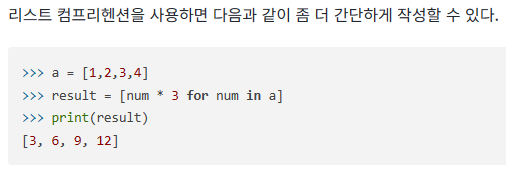 리스트 컴프리헨션을 사용하면 다음과 같이 좀 더 간단하게 작성할 수 있다.
>>> a = [1,2,3,4]
>>> result = [num * 3 for num in a]
>>> print(result)
[3, 6, 9, 12]